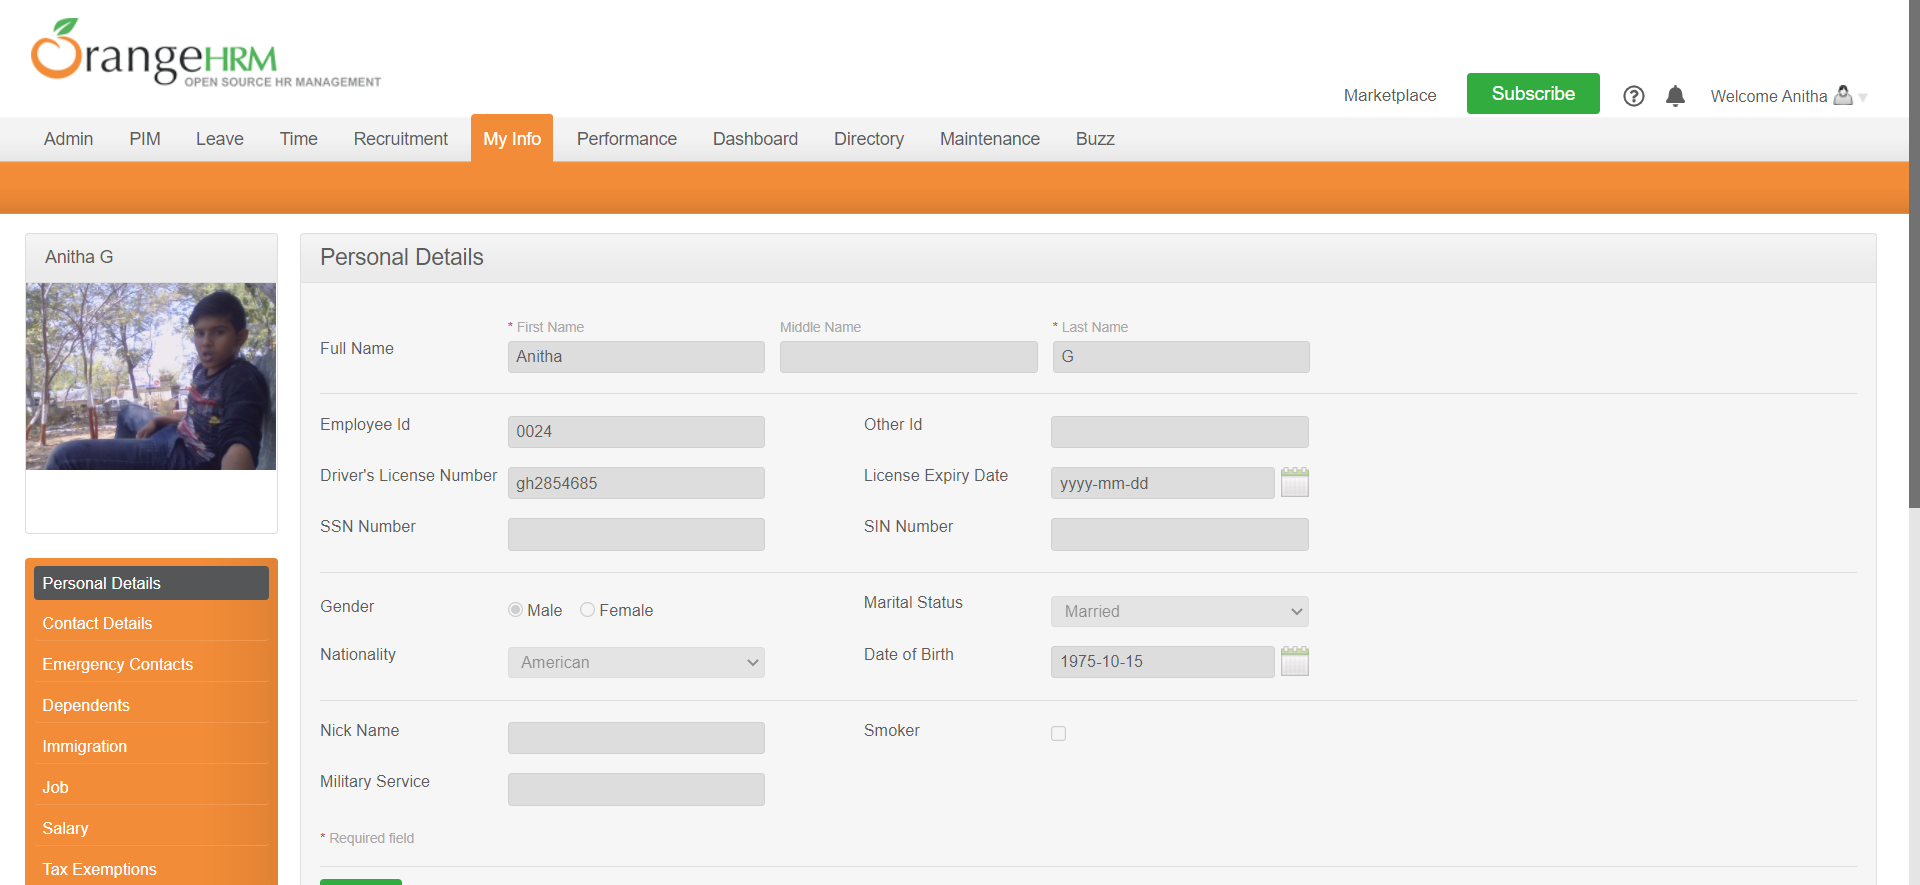 OrangeHRM
OPEN SOURCE HR MANAGEMENT
Marketplace Subscribe Welcome Anitha
Admin PIM Leave Time Recruitment My Info Performance Dashboard Directory Maintenance Buzz
Anitha G
Personal Details
Contact Details
Emergency Contacts
Dependents
Immigration
Job
Salary
Tax Exemptions
Personal Details
* First Name Middle Name * Last Name
Full Name Anitha G
Employee Id 0024 Other Id
Driver's License Number gh2854685 License Expiry Date yyyy-mm-dd
SSN Number SIN Number
Gender Male Female Marital Status Married
Nationality American Date of Birth 1975-10-15
Nick Name Smoker
Military Service
* Required field